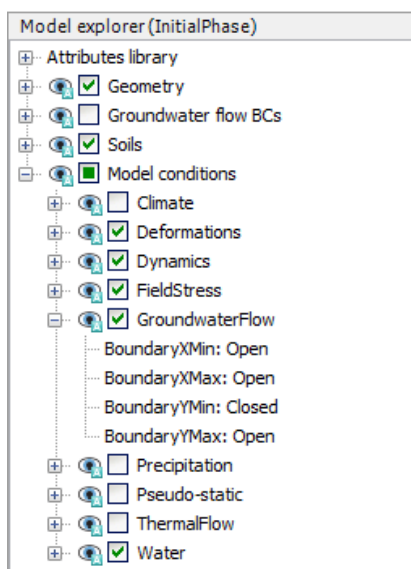 Model explorer (InitialPhase)
Attributes library
Geometry
Groundwater flow BCs
Soils
Model conditions
Climate
Deformations
Dynamics
FieldStress
GroundwaterFlow
BoundaryXMin: Open
BoundaryXMax: Open
BoundaryYMin: Closed
BoundaryYMax: Open
Precipitation
Pseudo-static
ThermalFlow
Water